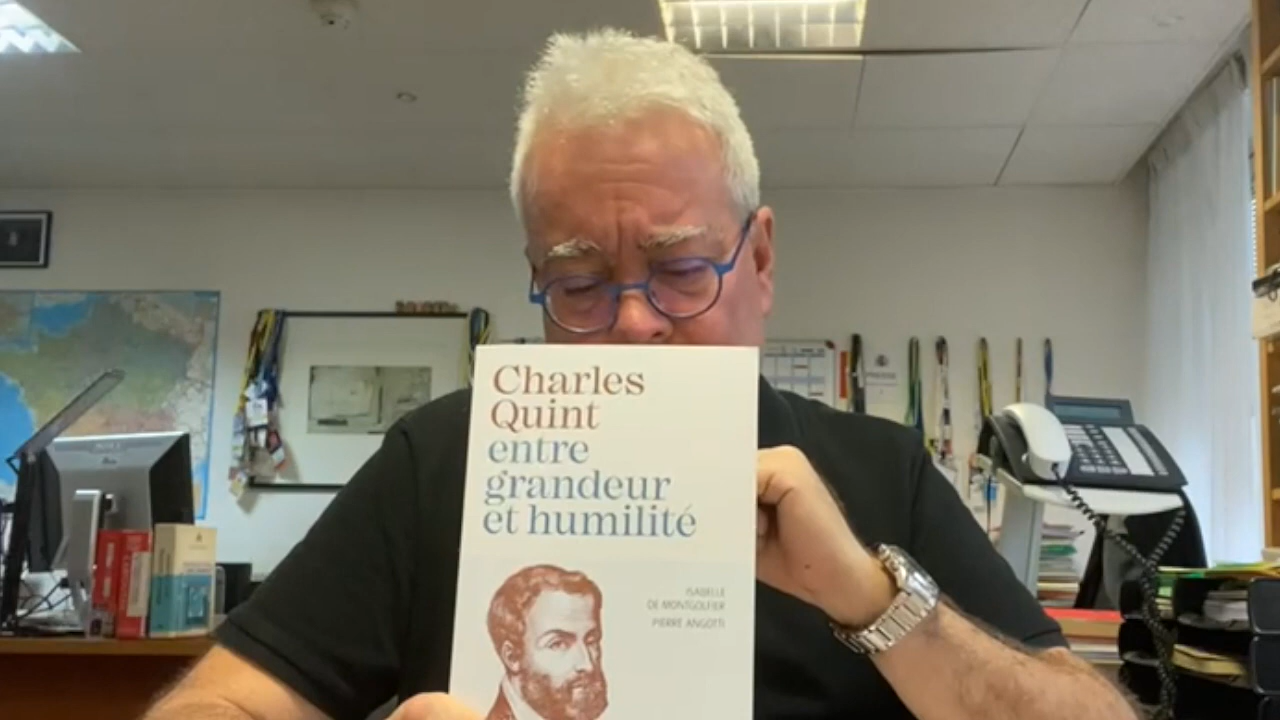 Charles
Quint
entre
grandeur
et humilité
ISABELLE
DE MONTGOLFIER
PIERRE ANGOTTI